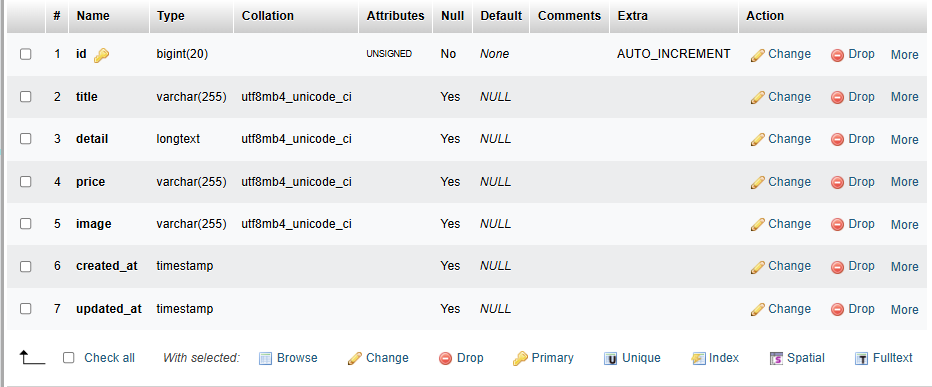 # Name Type Collation Attributes Null Default Comments Extra Action
1 id bigint(20) UNSIGNED No None AUTO_INCREMENT Change Drop More
2 title varchar(255) utf8mb4_unicode_ci Yes NULL Change Drop More
3 detail longtext utf8mb4_unicode_ci Yes NULL Change Drop More
4 price varchar(255) utf8mb4_unicode_ci Yes NULL Change Drop More
5 image varchar(255) utf8mb4_unicode_ci Yes NULL Change Drop More
6 created_at timestamp Yes NULL Change Drop More
7 updated_at timestamp Yes NULL Change Drop More
Check all With selected: Browse Change Drop Primary U Unique Index S Spatial T Fulltext